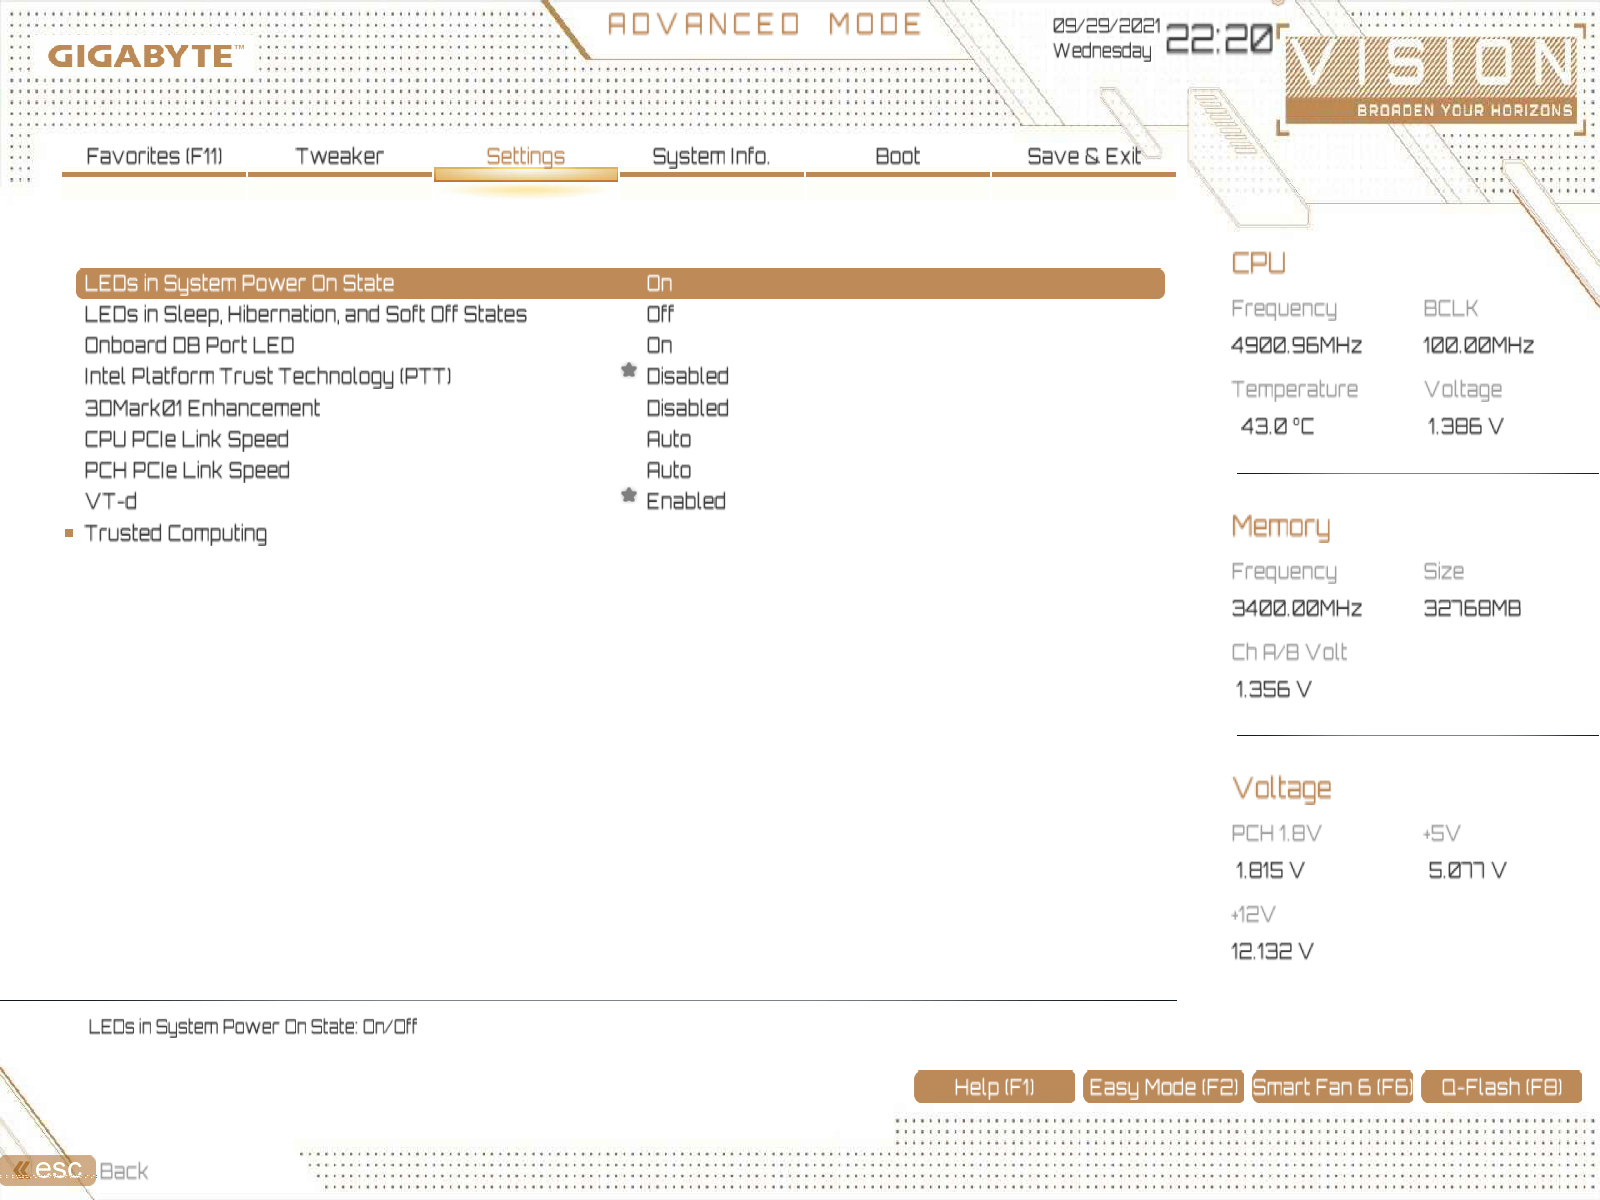 GIGABYTE™
ADVANCED MODE
09/29/2021
Wednesday
22:20
VISION
BROADEN YOUR HORIZONS
Favorites (F11)
Tweaker
Settings
System Info.
Boot
Save & Exit
LEDs in System Power On State On
LEDs in Sleep, Hibernation, and Soft Off States Off
Onboard DB Port LED On
Intel Platform Trust Technology (PTT) Disabled
3DMark01 Enhancement Disabled
CPU PCIe Link Speed Auto
PCH PCIe Link Speed Auto
VT-d Enabled
Trusted Computing
CPU
Frequency BCLK
4900.96MHz 100.00MHz
Temperature Voltage
43.0 °C 1.386 V
Memory
Frequency Size
3400.00MHz 32768MB
Ch A/B Volt
1.356 V
Voltage
PCH 1.8V +5V
1.815 V 5.077 V
+12V
12.132 V
LEDs in System Power On State: On/Off
Help (F1)
Easy Mode (F2)
Smart Fan 6 (F6)
Q-Flash (F8)
esc Back